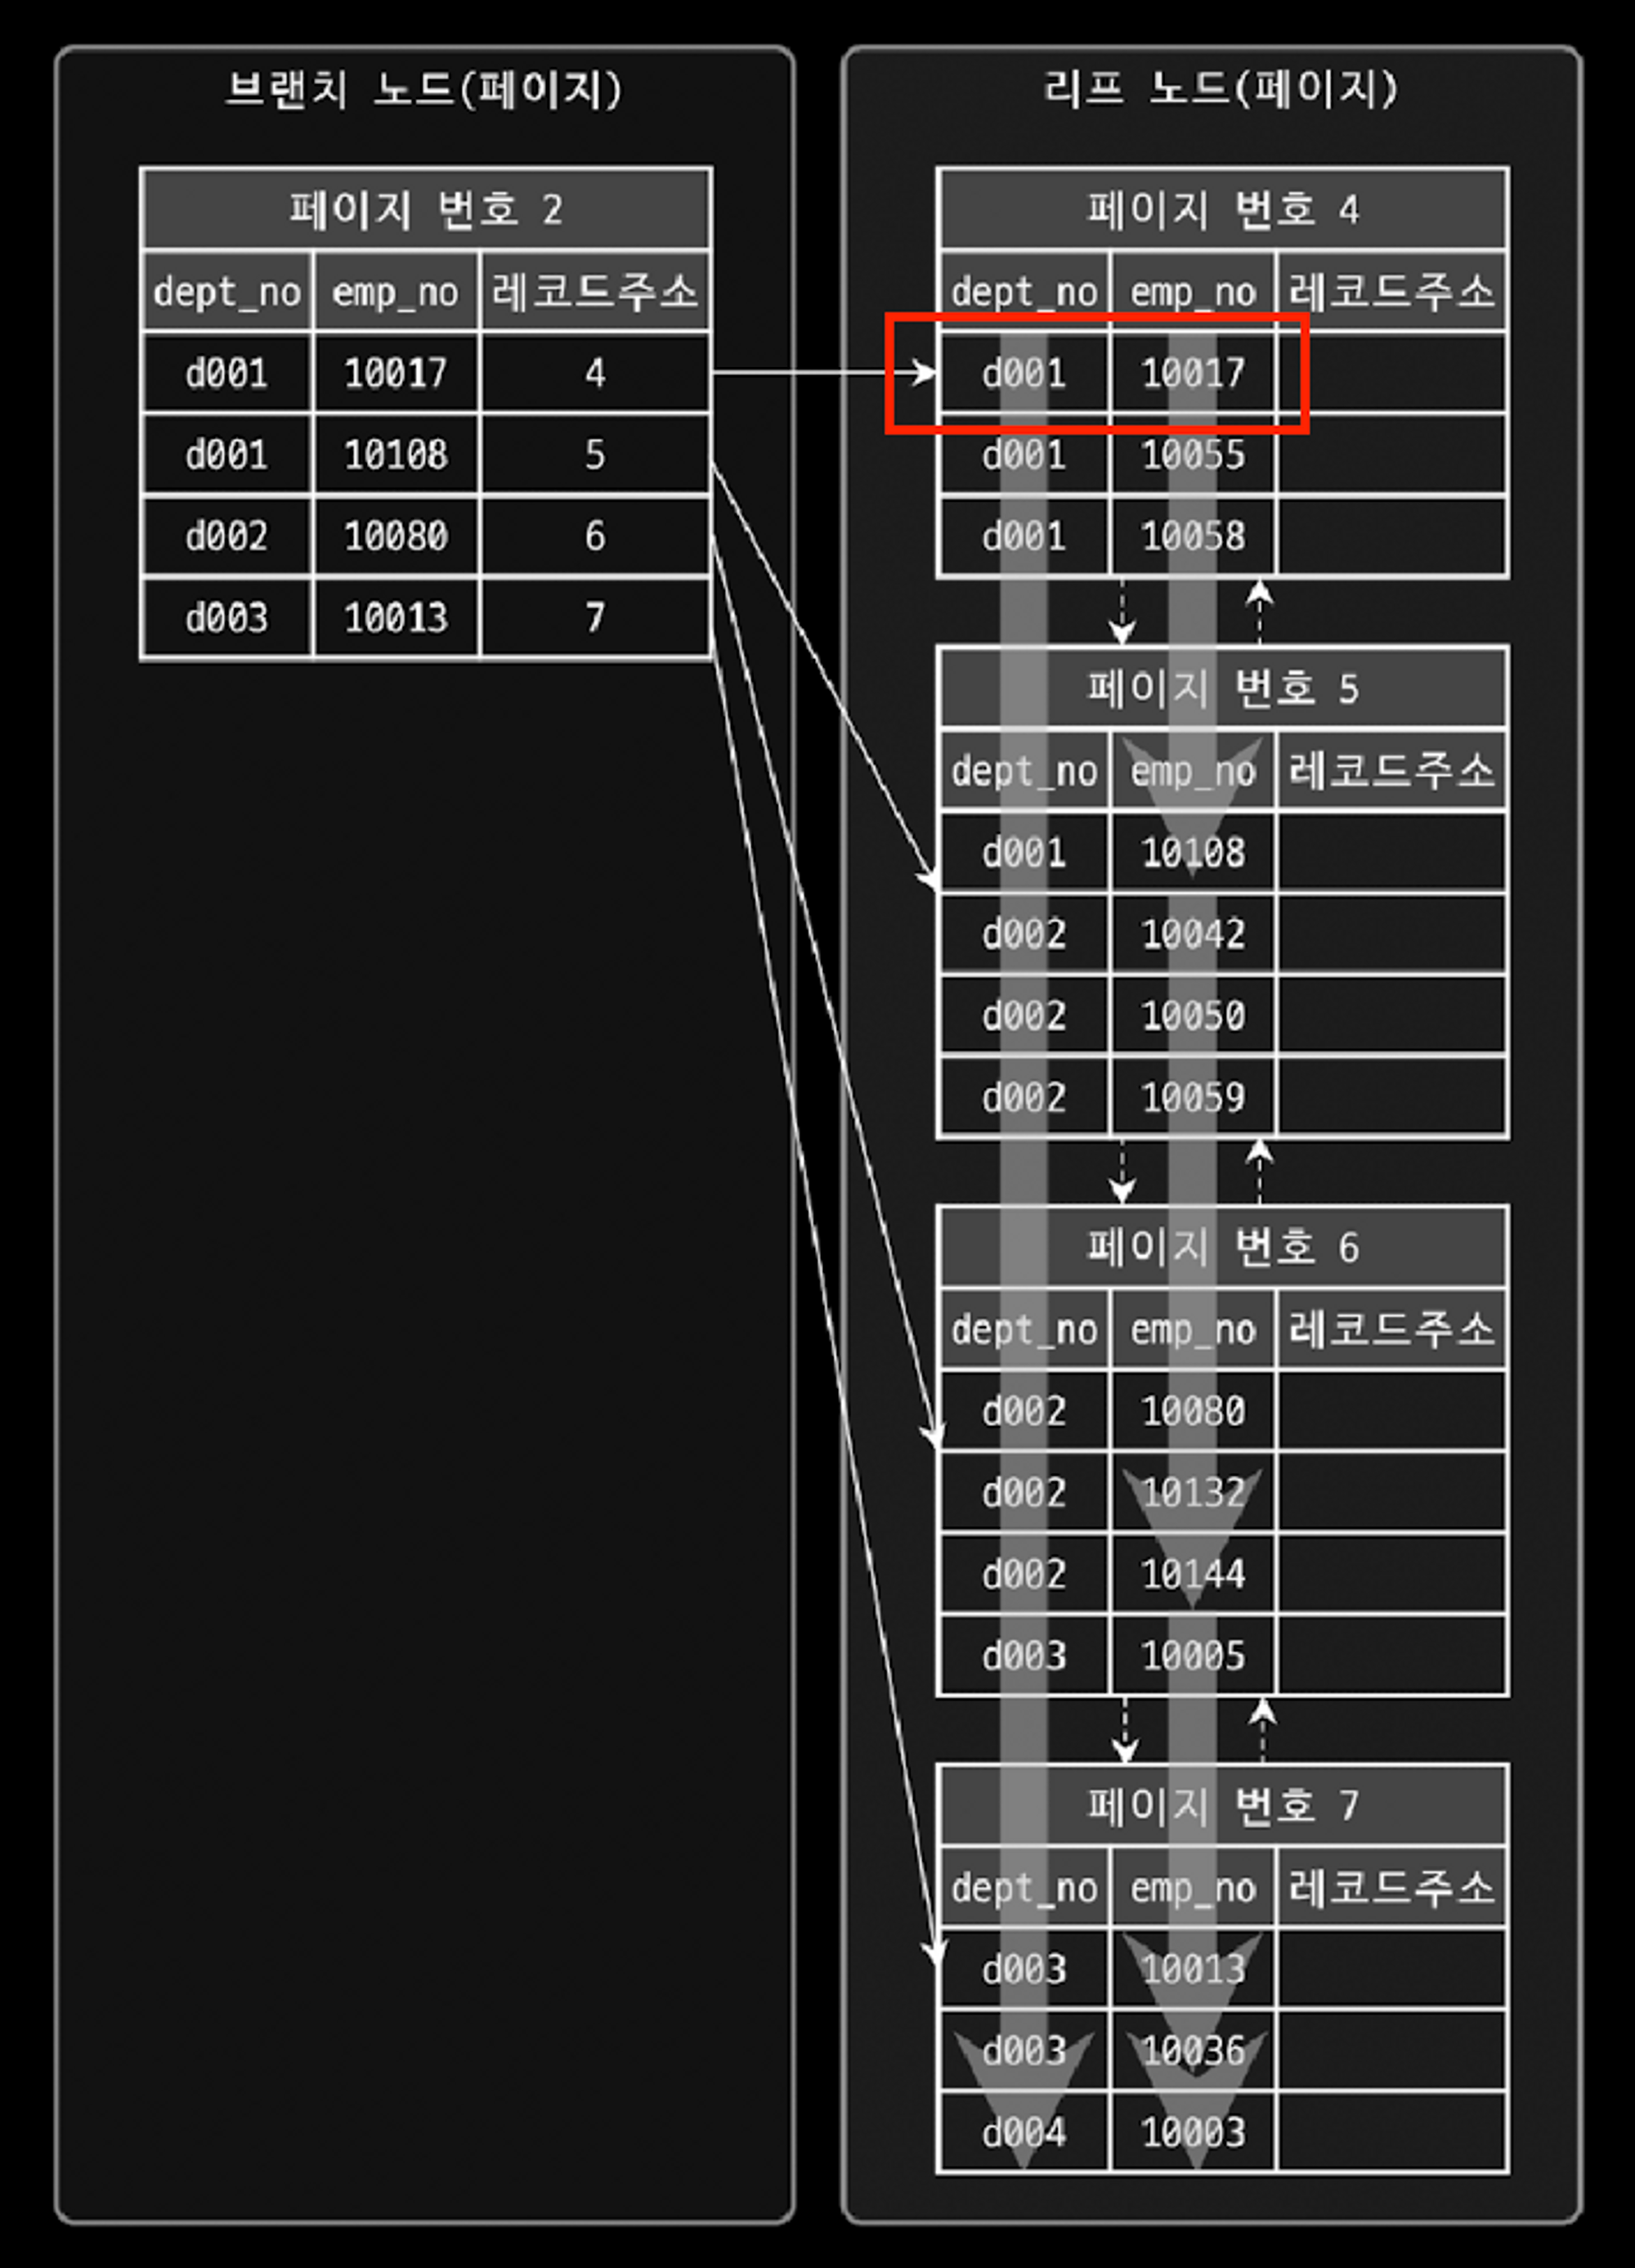 브랜치 노드(페이지)
페이지 번호 2
dept_no emp_no 레코드주소
d001 10017 4
d001 10108 5
d002 10080 6
d003 10013 7
리프 노드(페이지)
페이지 번호 4
dept_no emp_no 레코드주소
d001 10017
d001 10055
d001 10058
페이지 번호 5
dept_no emp_no 레코드주소
d001 10108
d002 10042
d002 10050
d002 10059
페이지 번호 6
dept_no emp_no 레코드주소
d002 10080
d002 10132
d002 10144
d003 10005
페이지 번호 7
dept_no emp_no 레코드주소
d003 10013
d003 10036
d004 10003